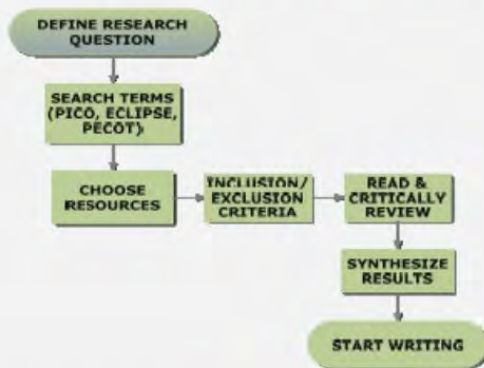 DEFINE RESEARCH
QUESTION
SEARCH TERMS
(PICO, ECLIPSE,
PECOT)
CHOOSE
RESOURCES
INCLUSION/
EXCLUSION
CRITERIA
READ &
CRITICALLY
REVIEW
SYNTHESIZE
RESULTS
START WRITING